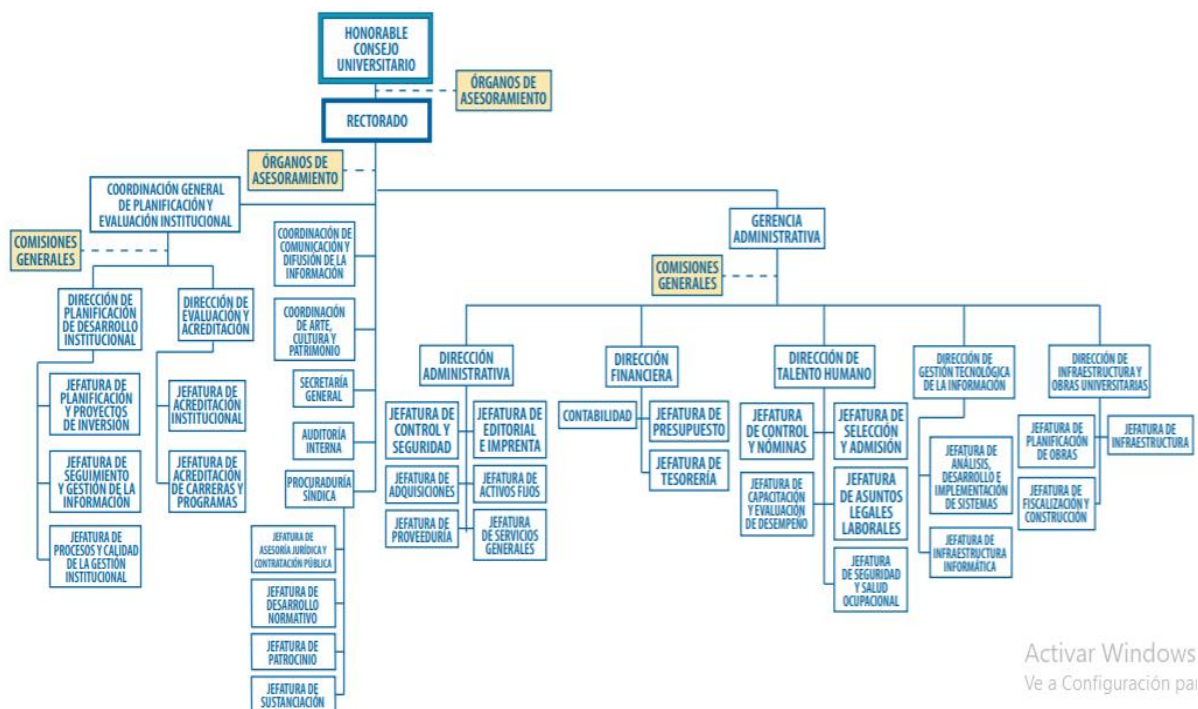 HONORABLE
CONSEJO
UNIVERSITARIO
ÓRGANOS DE
ASESORAMIENTO
RECTORADO
ÓRGANOS DE
ASESORAMIENTO
COORDINACIÓN GENERAL
DE PLANIFICACIÓN Y
EVALUACIÓN INSTITUCIONAL
COMISIONES
GENERALES
DIRECCIÓN DE
PLANIFICACIÓN
DE DESARROLLO
INSTITUCIONAL
DIRECCIÓN DE
EVALUACIÓN Y
ACREDITACIÓN
JEFATURA DE
PLANIFICACIÓN
Y PROYECTOS
DE INVERSIÓN
JEFATURA DE
SEGUIMIENTO
Y GESTIÓN DE LA
INFORMACIÓN
JEFATURA DE
PROCESOS Y CALIDAD
DE LA GESTIÓN
INSTITUCIONAL
JEFATURA DE
ACREDITACIÓN
INSTITUCIONAL
JEFATURA DE
ACREDITACIÓN
DE CARRERAS Y
PROGRAMAS
COORDINACIÓN DE
COMUNICACIÓN Y
DIFUSIÓN DE LA
INFORMACIÓN
COORDINACIÓN
DE ARTE,
CULTURA Y
PATRIMONIO
SECRETARÍA
GENERAL
AUDITORÍA
INTERNA
PROCURADURÍA
SÍNDICA
JEFATURA DE
ASESORÍA JURÍDICA Y
CONTRATACIÓN PÚBLICA
JEFATURA DE
DESARROLLO
NORMATIVO
JEFATURA DE
PATROCINIO
JEFATURA DE
SUSTANCIACIÓN
GERENCIA
ADMINISTRATIVA
COMISIONES
GENERALES
DIRECCIÓN
ADMINISTRATIVA
JEFATURA DE
CONTROL Y
SEGURIDAD
JEFATURA DE
EDITORIAL
E IMPRENTA
JEFATURA DE
ADQUISICIONES
JEFATURA DE
ACTIVOS FIJOS
JEFATURA DE
PROVEEDURÍA
JEFATURA
DE SERVICIOS
GENERALES
DIRECCIÓN
FINANCIERA
CONTABILIDAD
JEFATURA DE
PRESUPUESTO
JEFATURA DE
TESORERÍA
DIRECCIÓN DE
TALENTO HUMANO
JEFATURA
DE CONTROL
Y NÓMINAS
JEFATURA DE
SELECCIÓN
Y ADMISIÓN
JEFATURA DE
CAPACITACIÓN
Y EVALUACIÓN
DE DESEMPEÑO
JEFATURA
DE ASUNTOS
LEGALES
LABORALES
JEFATURA
DE SEGURIDAD
Y SALUD
OCUPACIONAL
DIRECCIÓN DE
GESTIÓN TECNOLÓGICA
DE LA INFORMACIÓN
JEFATURA DE
ANÁLISIS,
DESARROLLO E
IMPLEMENTACIÓN
DE SISTEMAS
JEFATURA DE
INFRAESTRUCTURA
INFORMÁTICA
DIRECCIÓN DE
INFRAESTRUCTURA Y
OBRAS UNIVERSITARIAS
JEFATURA DE
PLANIFICACIÓN
DE OBRAS
JEFATURA DE
INFRAESTRUCTURA
JEFATURA DE
FISCALIZACIÓN Y
CONSTRUCCIÓN
Activar Windows
Ve a Configuración par